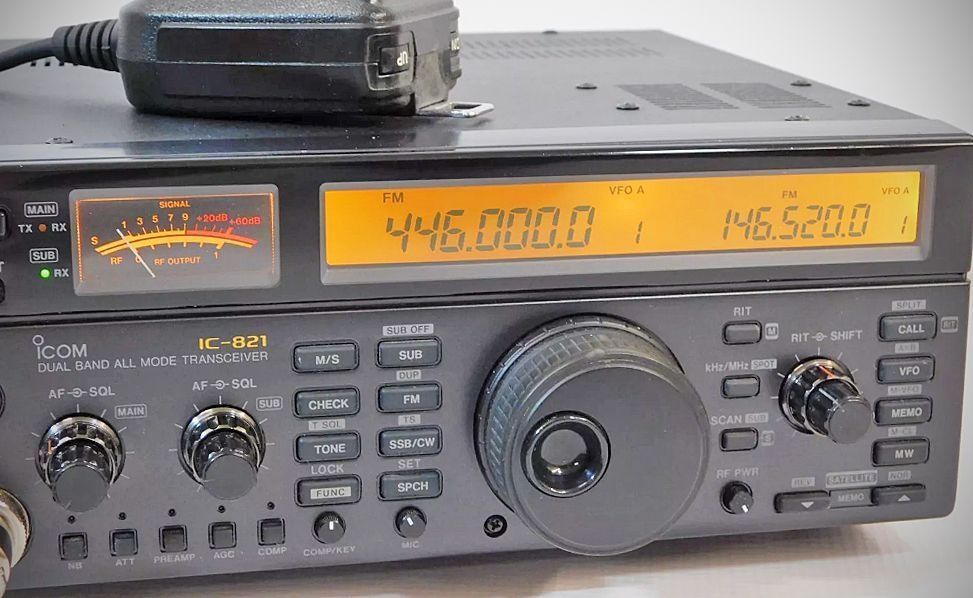 UP
MAIN
TX RX
SUB
RX
SIGNAL
1 3 5 7 9 +20dB +60dB
S
RF 0 RF OUTPUT 1
FM VFO A
446.000.0 1
FM VFO A
146.520.0 1
ICOM
IC-821
DUAL BAND ALL MODE TRANSCEIVER
AF SQL
MAIN
AF SQL
SUB
M/S
SUB OFF
SUB
CHECK
DUP
FM
T SQL
TONE
TS
SSB/CW
LOCK
FUNC
SET
SPCH
NB
ATT
PREAMP
AGC
COMP
COMP/KEY
MIC
RIT
M
kHz/MHz SPOT
SCAN SUB
S
RF PWR
RIT SHIFT
SPLIT
CALL
RIT
A=B
VFO
M▸VFO
MEMO
M-CL
MW
REV
SATELLITE
NOR
MEMO